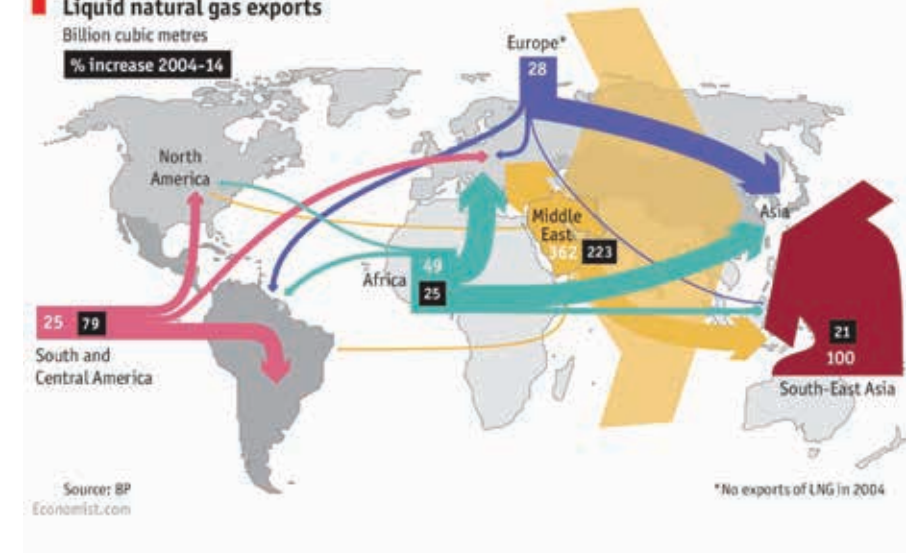 Liquid natural gas exports
Billion cubic metres
% increase 2004-14
Europe*
28
North
America
Asia
Middle
East
362 223
49
Africa
25
25 79
South and
Central America
21
100
South-East Asia
Source: BP
*No exports of LNG in 2004
Economist.com